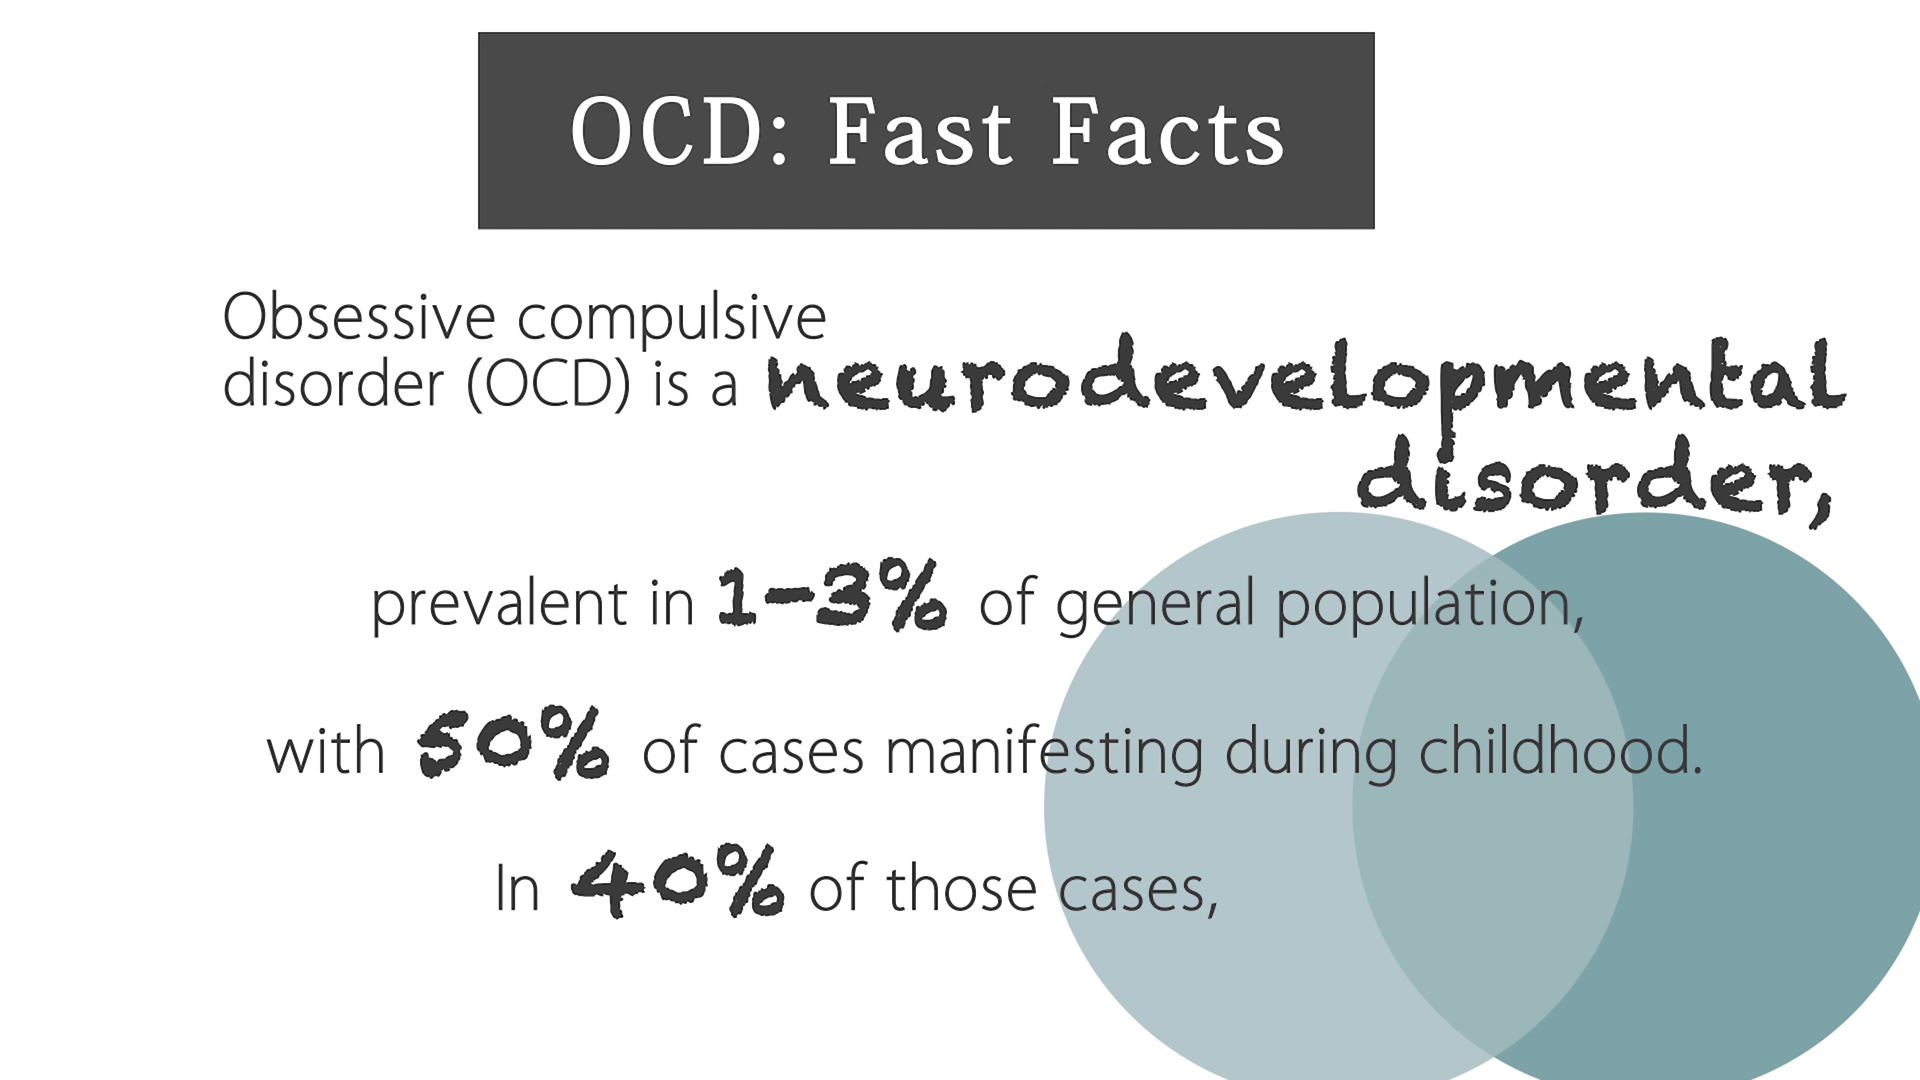 OCD: Fast Facts
Obsessive compulsive
disorder (OCD) is a neurodevelopmental
disorder,
prevalent in 1-3% of general population,
with 50% of cases manifesting during childhood.
In 40% of those cases,